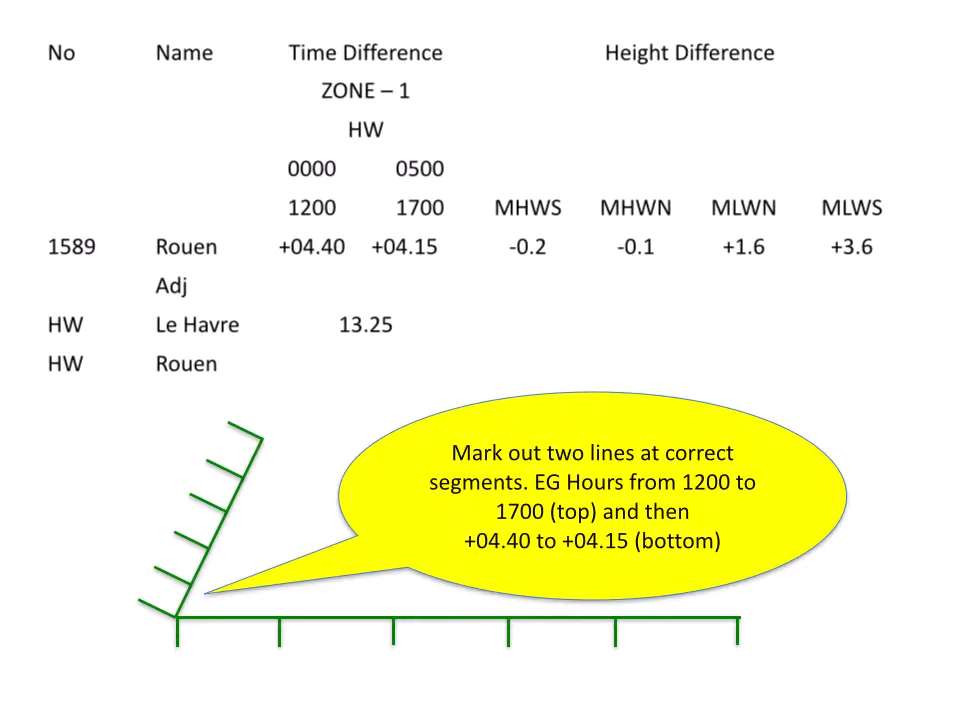 No Name Time Difference Height Difference
ZONE – 1
HW
0000 0500
1200 1700 MHWS MHWN MLWN MLWS
1589 Rouen +04.40 +04.15 -0.2 -0.1 +1.6 +3.6
Adj
HW Le Havre 13.25
HW Rouen
Mark out two lines at correct
segments. EG Hours from 1200 to
1700 (top) and then
+04.40 to +04.15 (bottom)